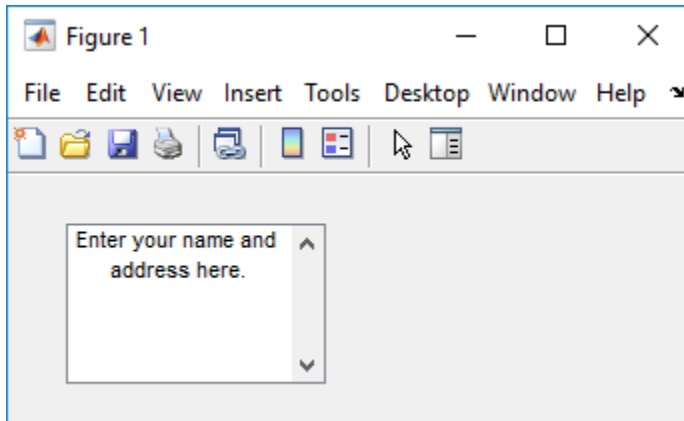 Figure 1
File Edit View Insert Tools Desktop Window Help
Enter your name and
address here.